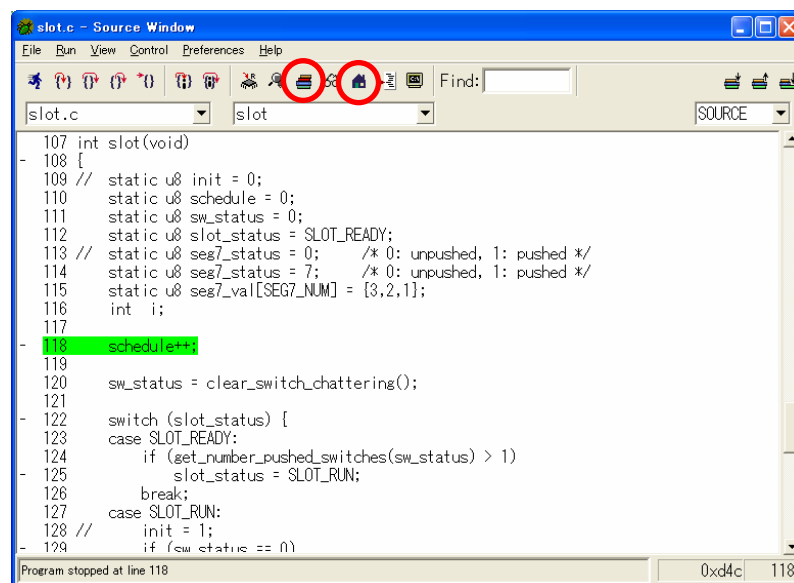 slot.c - Source Window
File Run View Control Preferences Help
Find:
slot.c slot SOURCE
107 int slot(void)
- 108 {
109 // static u8 init = 0;
110 static u8 schedule = 0;
111 static u8 sw_status = 0;
112 static u8 slot_status = SLOT_READY;
113 // static u8 seg7_status = 0; /* 0: unpushed, 1: pushed */
114 static u8 seg7_status = 7; /* 0: unpushed, 1: pushed */
115 static u8 seg7_val[SEG7_NUM] = {3,2,1};
116 int i;
117
- 118 schedule++;
119
120 sw_status = clear_switch_chattering();
121
- 122 switch (slot_status) {
123 case SLOT_READY:
124 if (get_number_pushed_switches(sw_status) > 1)
- 125 slot_status = SLOT_RUN;
126 break;
127 case SLOT_RUN:
128 // init = 1;
- 129 if (sw_status == 0)
Program stopped at line 118 0xd4c 118